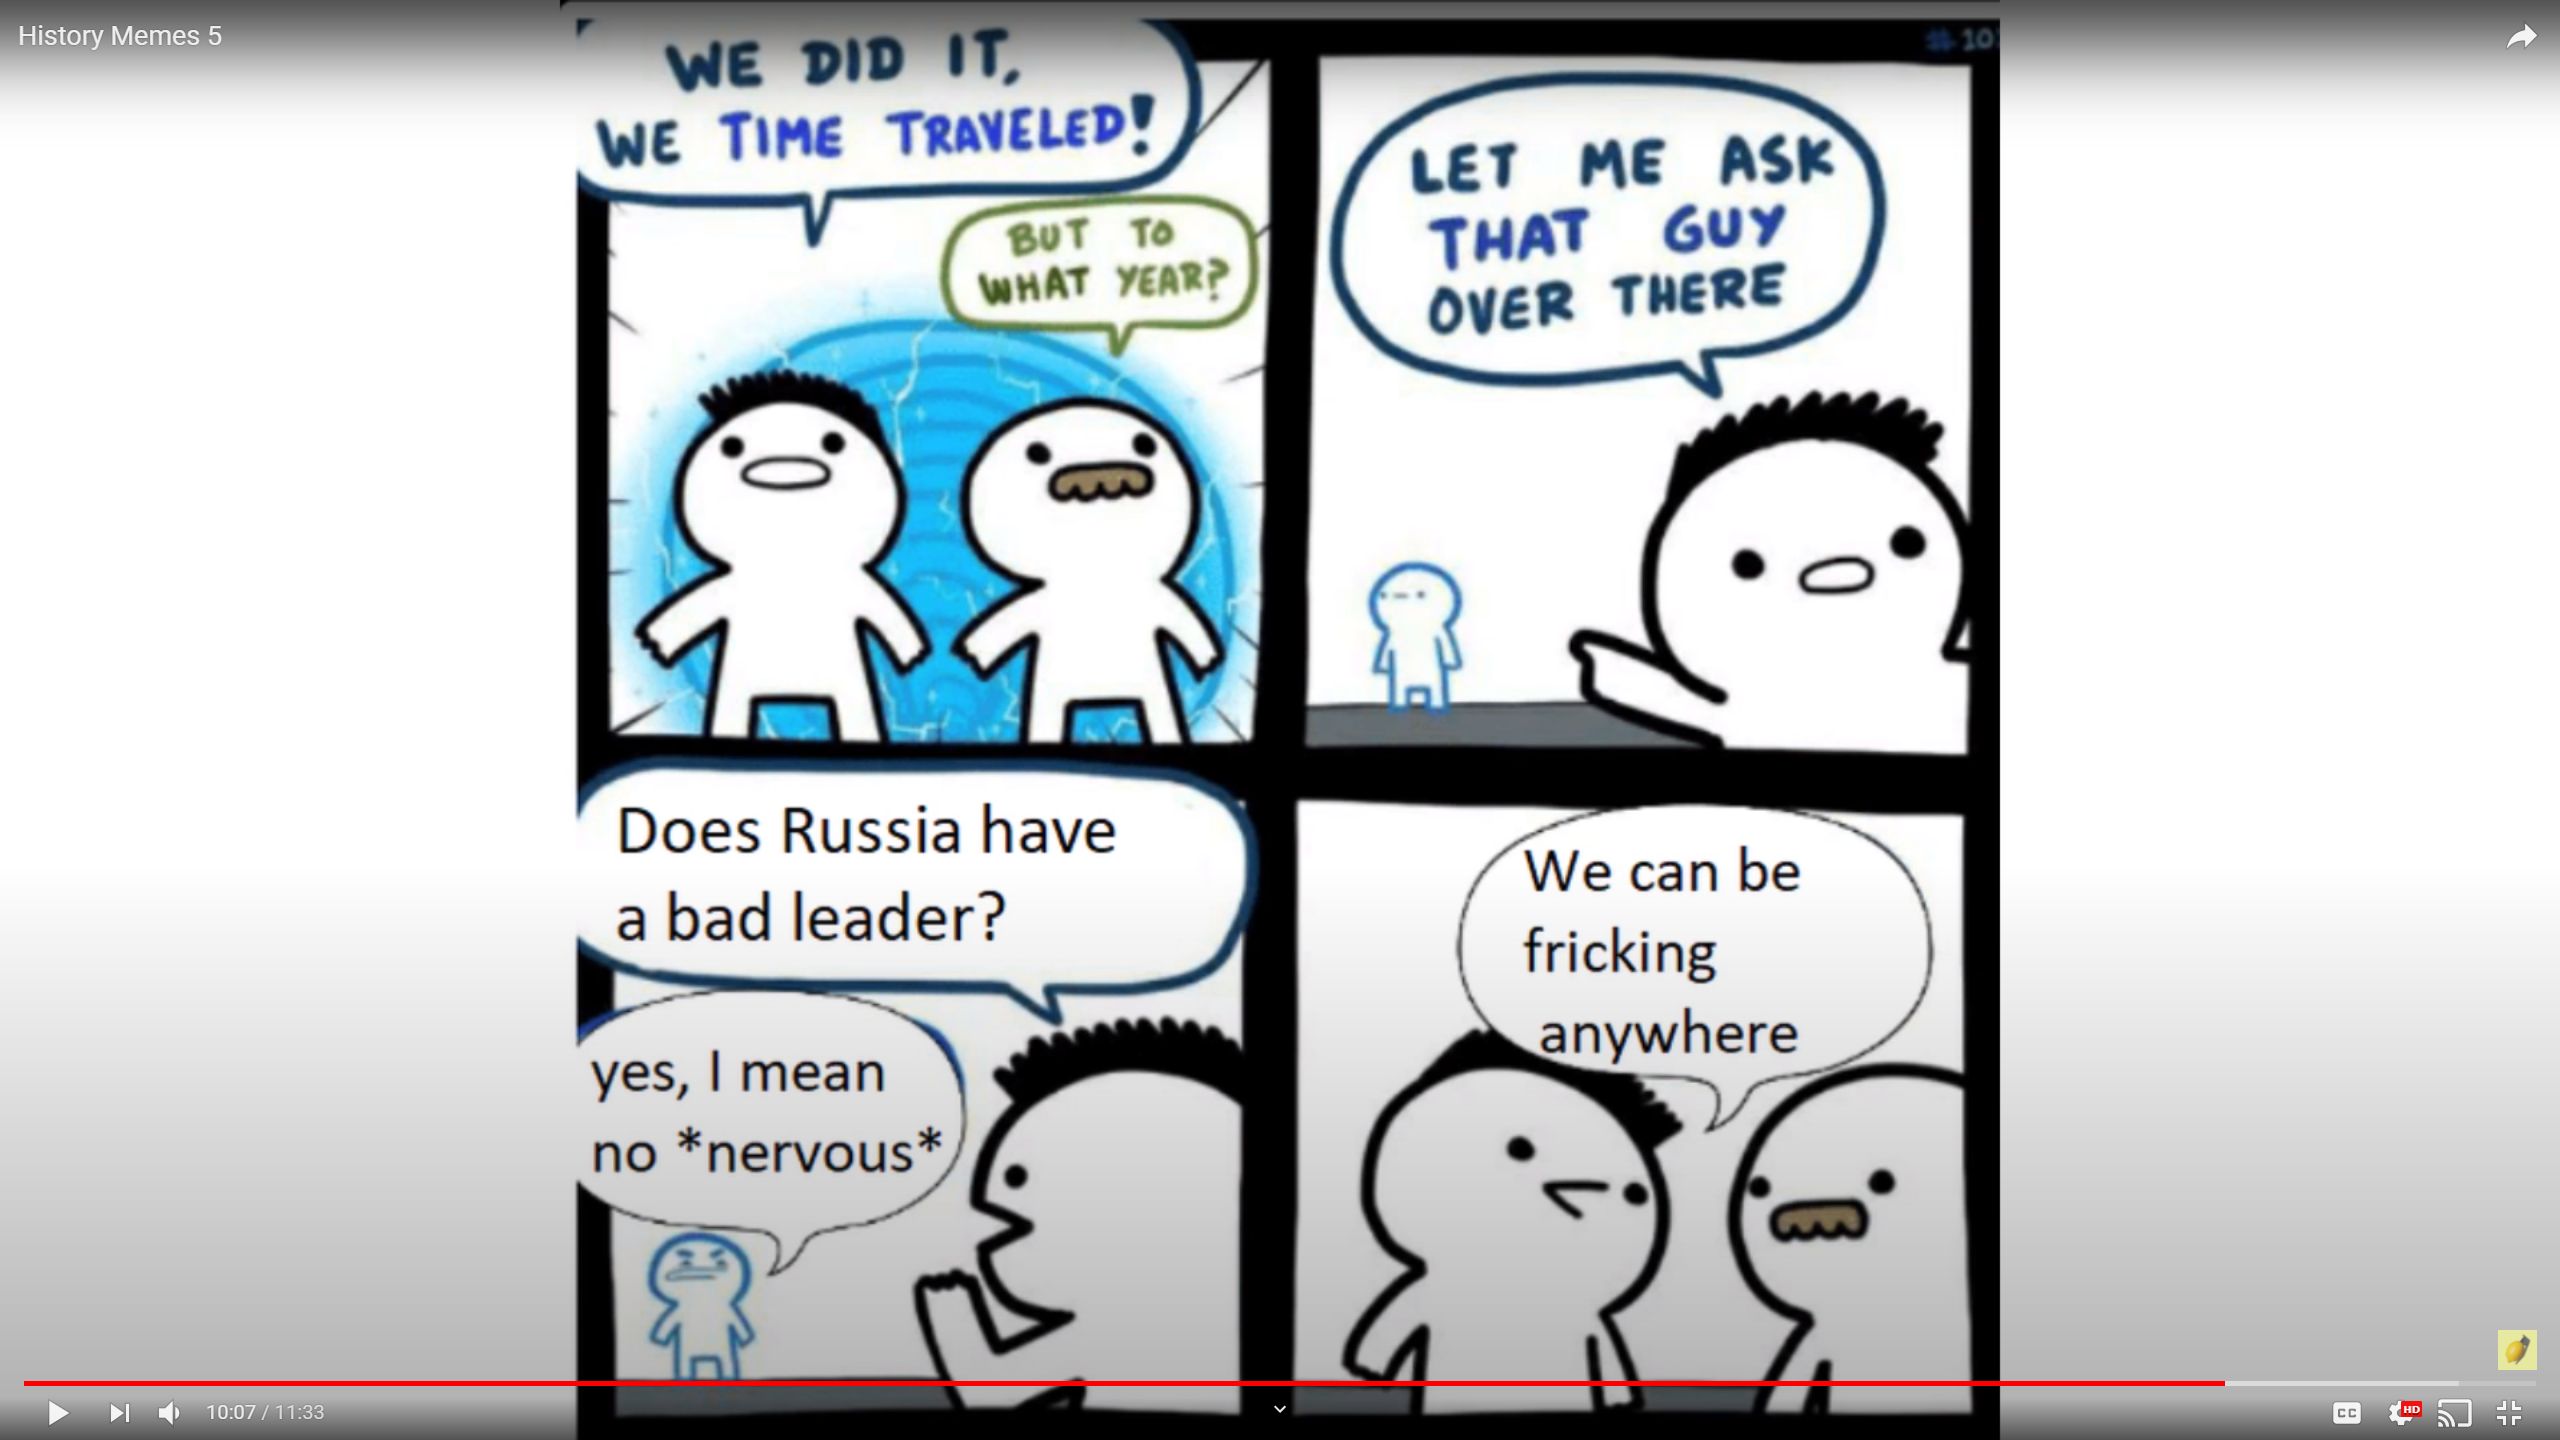 History Memes 5
WE DID IT,
WE TIME TRAVELED!
BUT TO
WHAT YEAR?
LET ME ASK
THAT GUY
OVER THERE
Does Russia have
a bad leader?
yes, I mean
no *nervous*
We can be
fricking
anywhere
10:07 / 11:33
CC
HD